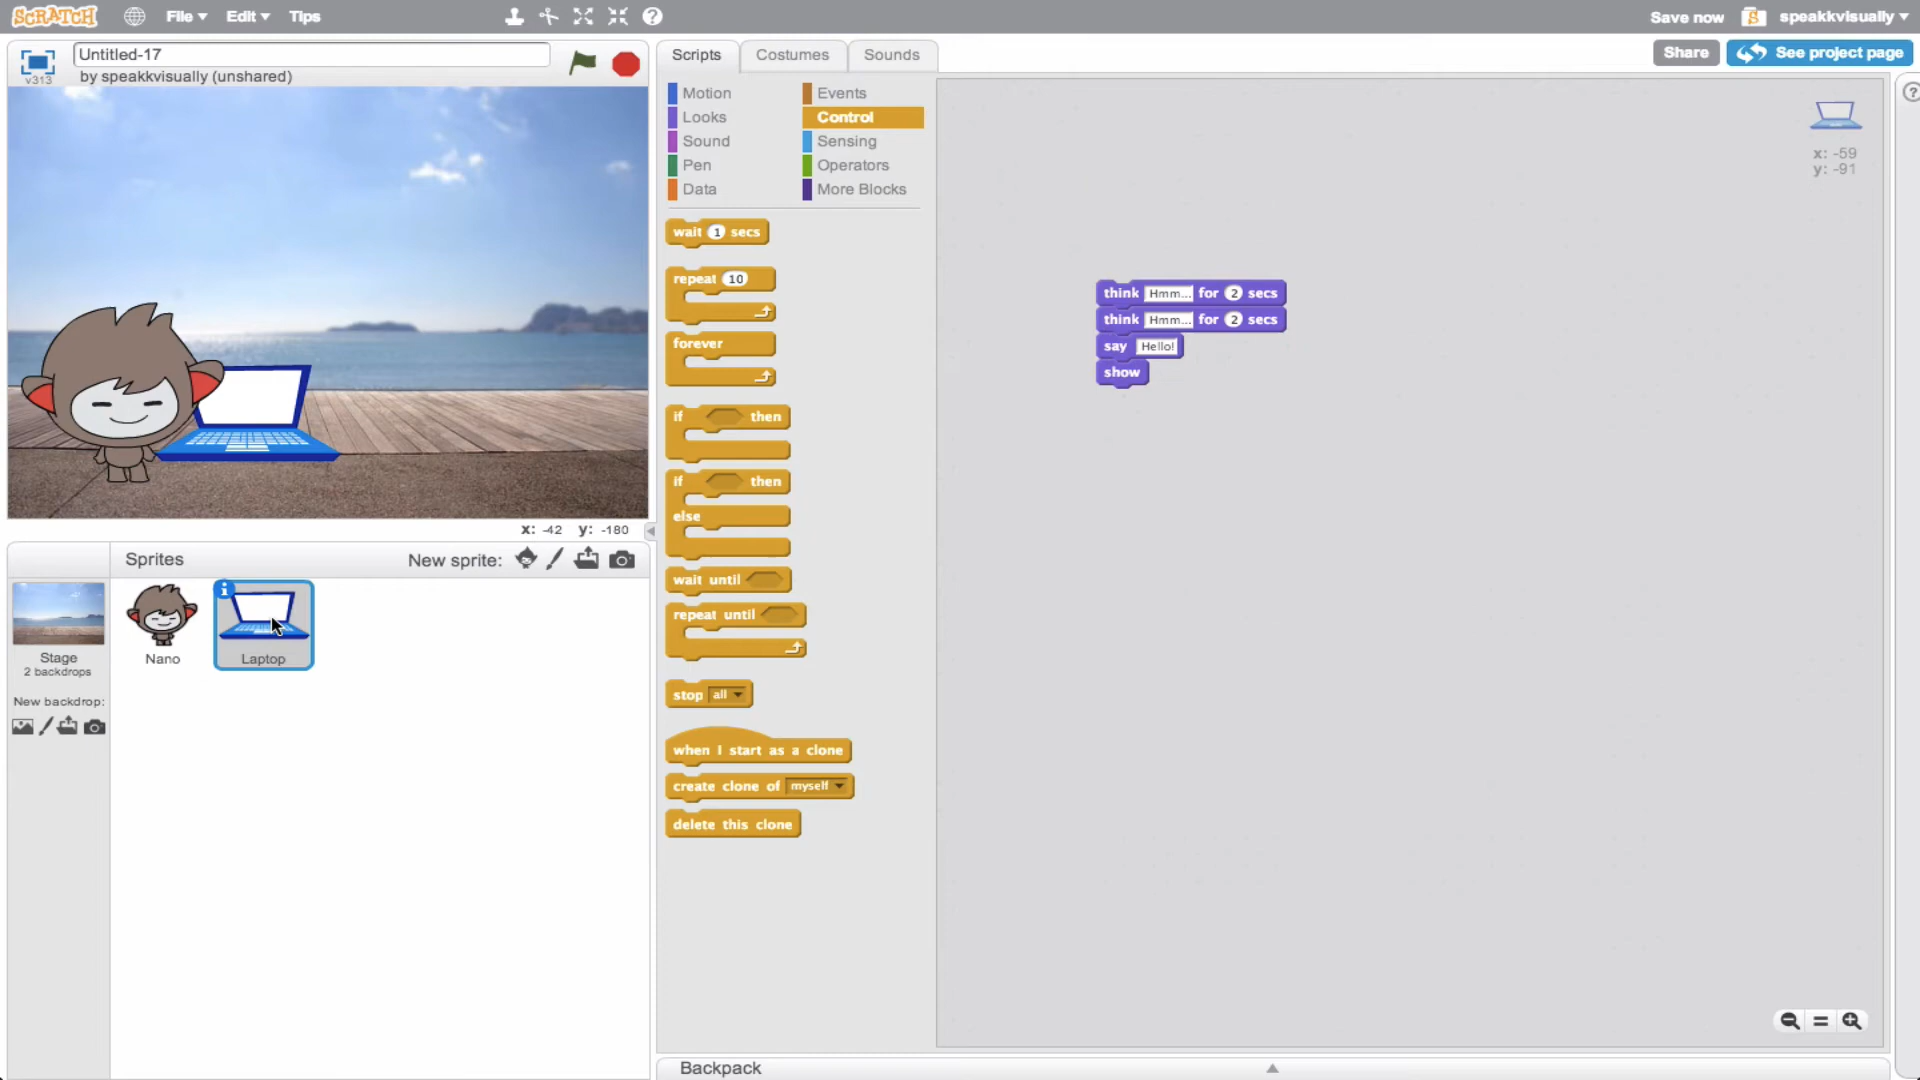 SCRATCH File Edit Tips Save now speakkvisually
Untitled-17
v313 by speakkvisually (unshared)
Scripts Costumes Sounds Share See project page
Motion Events
Looks Control
Sound Sensing
Pen Operators
Data More Blocks
wait 1 secs
repeat 10
forever
if then
if then
else
wait until
repeat until
stop all
when I start as a clone
create clone of myself
delete this clone
x: -59
y: -91
think Hmm... for 2 secs
think Hmm... for 2 secs
say Hello!
show
x: -42 y: -180
Sprites New sprite:
Stage
2 backdrops
New backdrop:
Nano
Laptop
Backpack